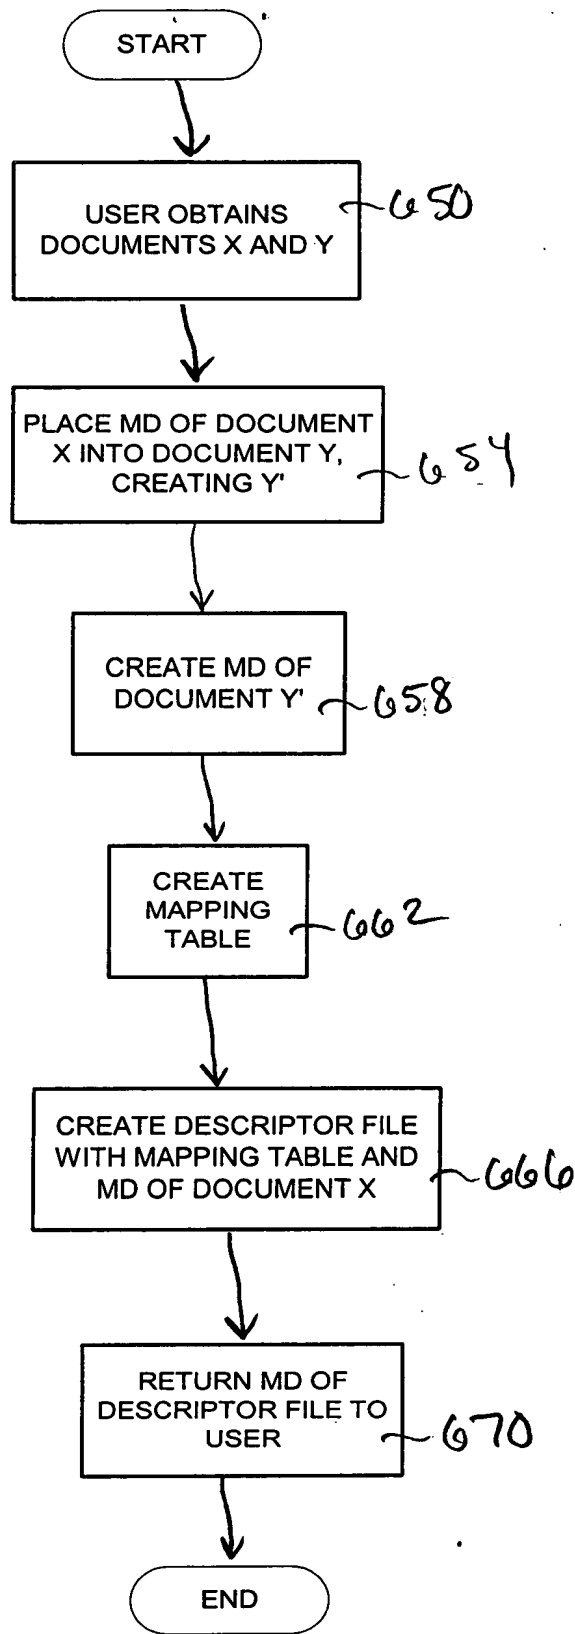 START
USER OBTAINS
DOCUMENTS X AND Y
650
PLACE MD OF DOCUMENT
X INTO DOCUMENT Y,
CREATING Y'
654
CREATE MD OF
DOCUMENT Y'
658
CREATE
MAPPING
TABLE
662
CREATE DESCRIPTOR FILE
WITH MAPPING TABLE AND
MD OF DOCUMENT X
666
RETURN MD OF
DESCRIPTOR FILE TO
USER
670
END